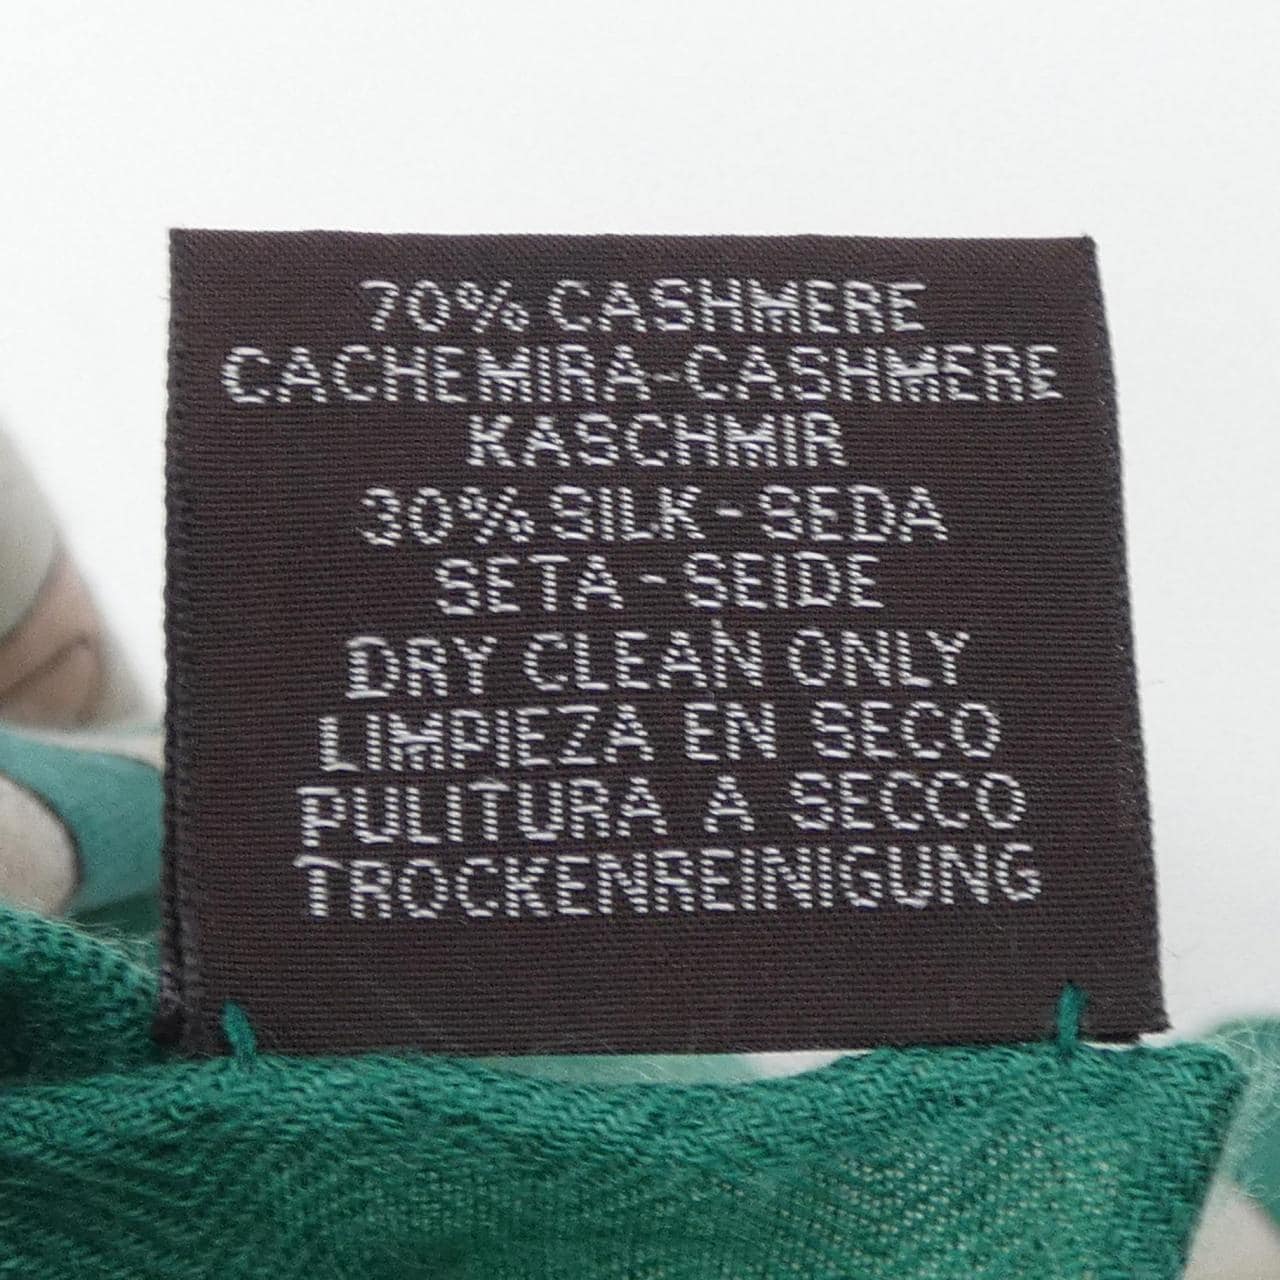 70% CASHMERE
CACHEMIRA-CASHMERE
KASCHMIR
30% SILK - SEDA
SETA - SEIDE
DRY CLEAN ONLY
LIMPIEZA EN SECO
PULITURA A SECCO
TROCKENREINIGUNG